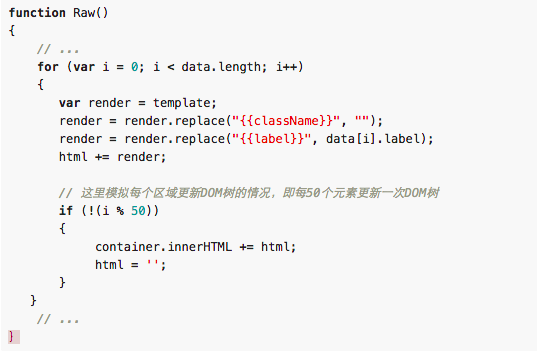 function Raw()
{
    // ...
    for (var i = 0; i < data.length; i++)
    {
       var render = template;
       render = render.replace("{{className}}", "");
       render = render.replace("{{label}}", data[i].label);
       html += render;

       // 这里模拟每个区域更新DOM树的情况，即每50个元素更新一次DOM树
       if (!(i % 50))
       {
            container.innerHTML += html;
            html = '';
       }
   }
    // ...
}